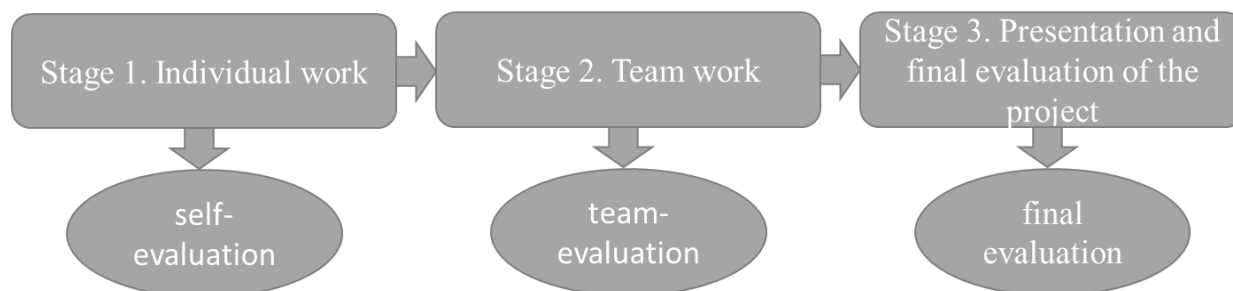 Stage 1. Individual work
Stage 2. Team work
Stage 3. Presentation and
final evaluation of the
project
self-
evaluation
team-
evaluation
final
evaluation